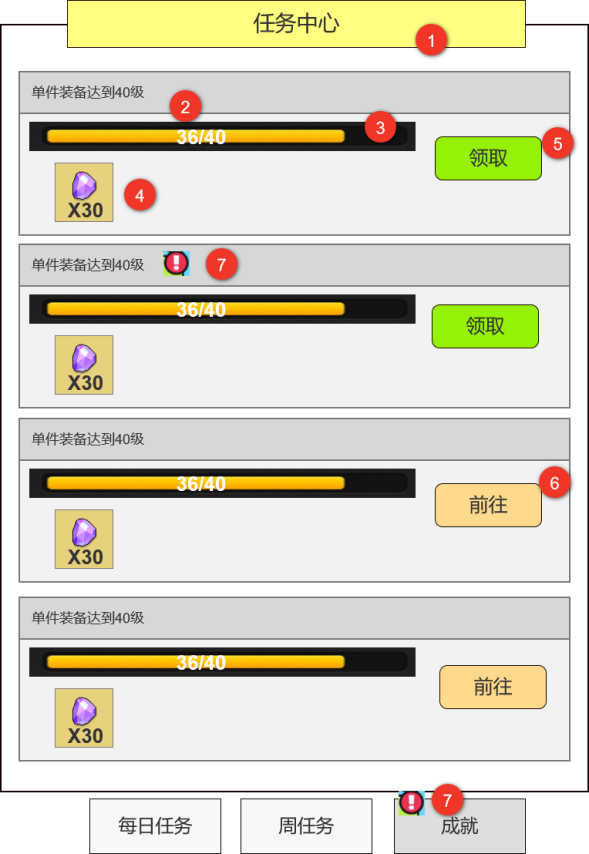 任务中心
1
单件装备达到40级
2
36/40
3
X30
4
领取
5
单件装备达到40级
!
7
36/40
X30
领取
单件装备达到40级
36/40
X30
前往
6
单件装备达到40级
36/40
X30
前往
每日任务
周任务
!
7
成就